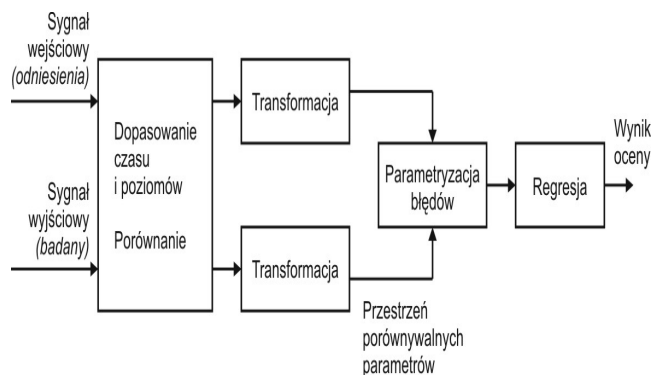 Sygnał
wejściowy
(odniesienia)
Sygnał
wyjściowy
(badany)
Dopasowanie
czasu
i poziomów
Porównanie
Transformacja
Transformacja
Przestrzeń
porównywalnych
parametrów
Parametryzacja
błędów
Regresja
Wynik
oceny